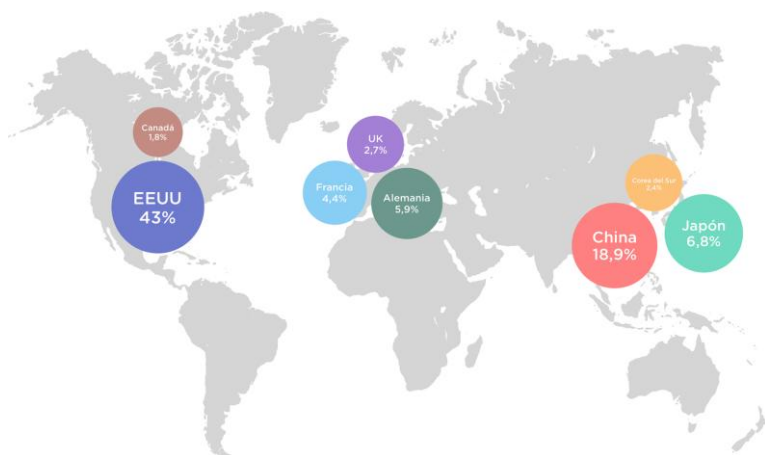 Canadá
1,8%
EEUU
43%
UK
2,7%
Francia
4,4%
Alemania
5,9%
Corea del Sur
2,4%
China
18,9%
Japón
6,8%